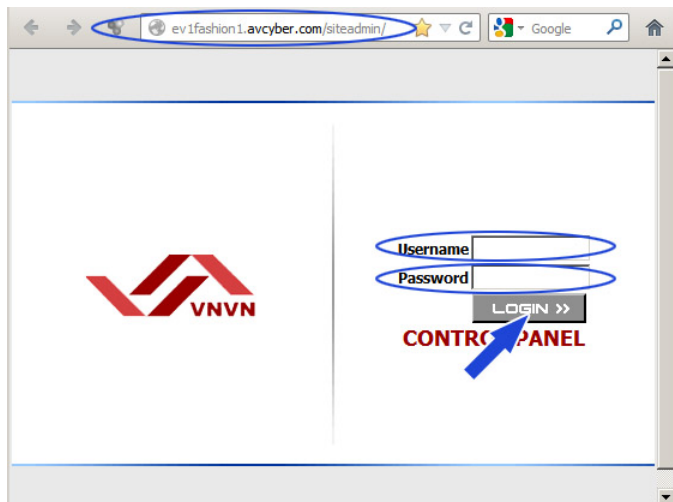 ev1fashion1.avcyber.com/siteadmin/
Google
VNVN
Username
Password
LOGIN >>
CONTROL PANEL